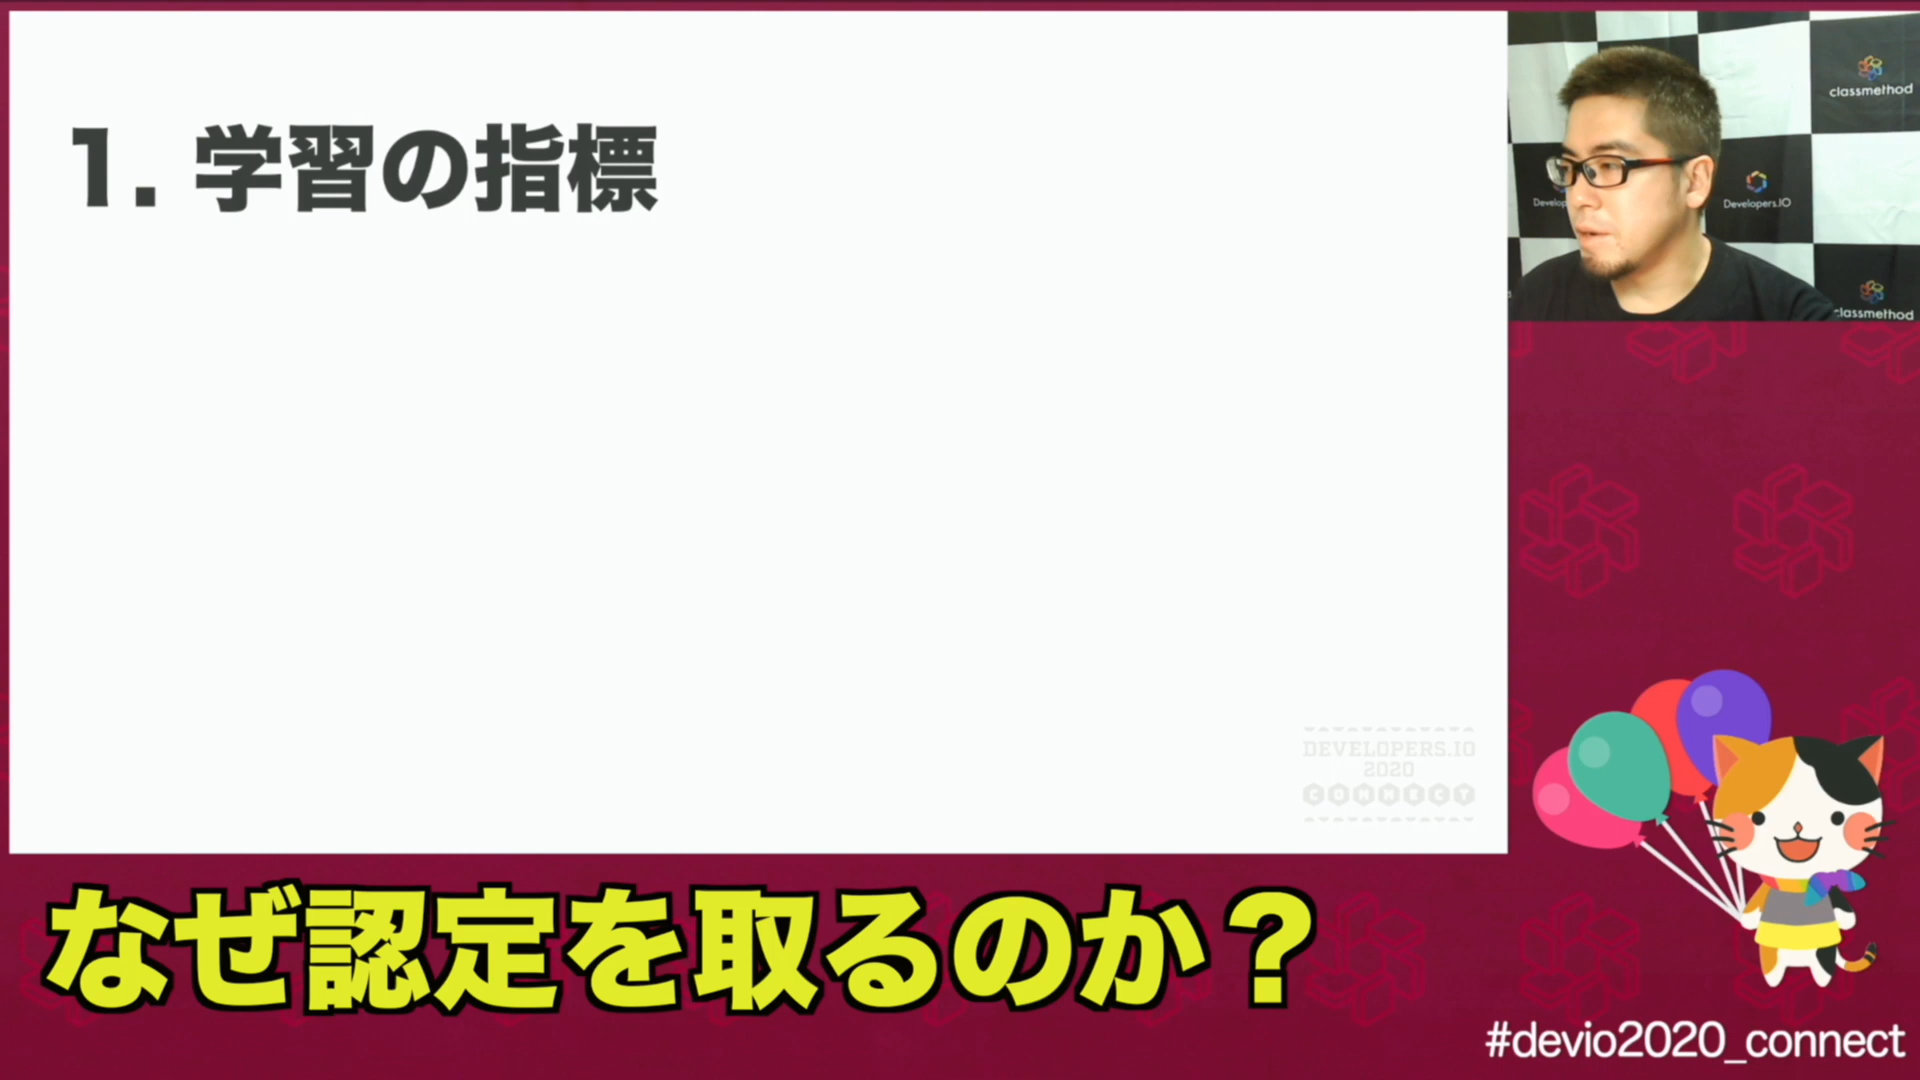 1. 学習の指標
classmethod
Developers.IO
classmethod
DEVELOPERS.IO
2020
CONNECT
なぜ認定を取るのか？
#devio2020_connect